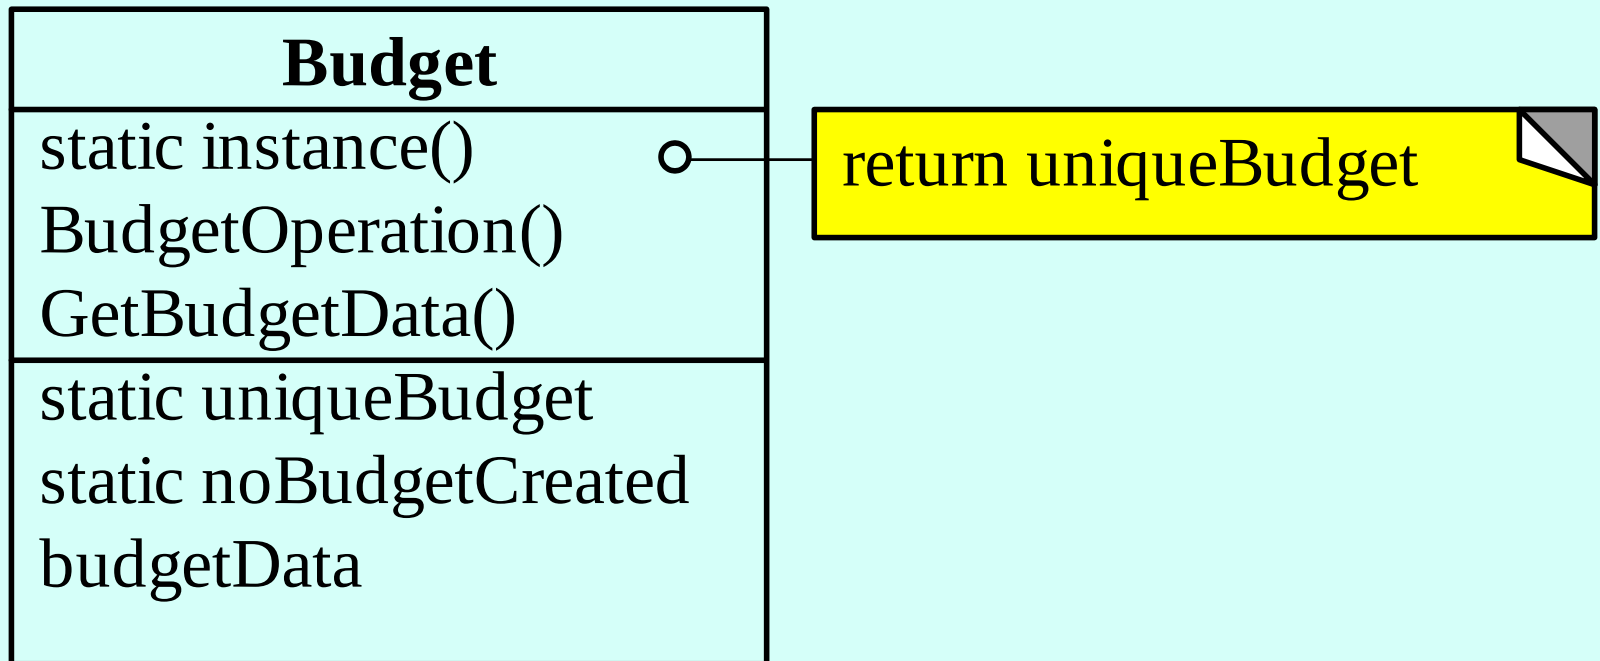 Budget
static instance()
return uniqueBudget
BudgetOperation()
GetBudgetData()
static uniqueBudget
static noBudgetCreated
budgetData